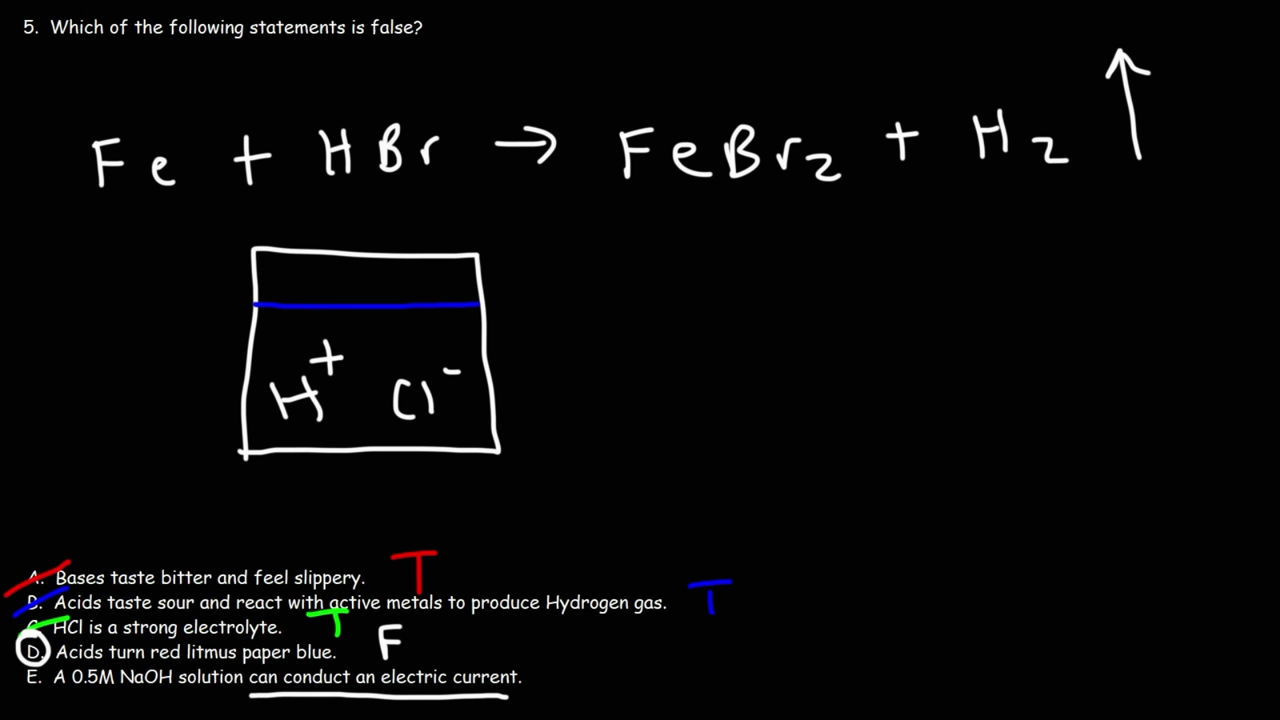 5. Which of the following statements is false?
Fe + HBr → FeBr₂ + H₂ ↑
H⁺ Cl⁻
A. Bases taste bitter and feel slippery. T
B. Acids taste sour and react with active metals to produce Hydrogen gas. T
C. HCl is a strong electrolyte. T
D. Acids turn red litmus paper blue. F
E. A 0.5M NaOH solution can conduct an electric current.